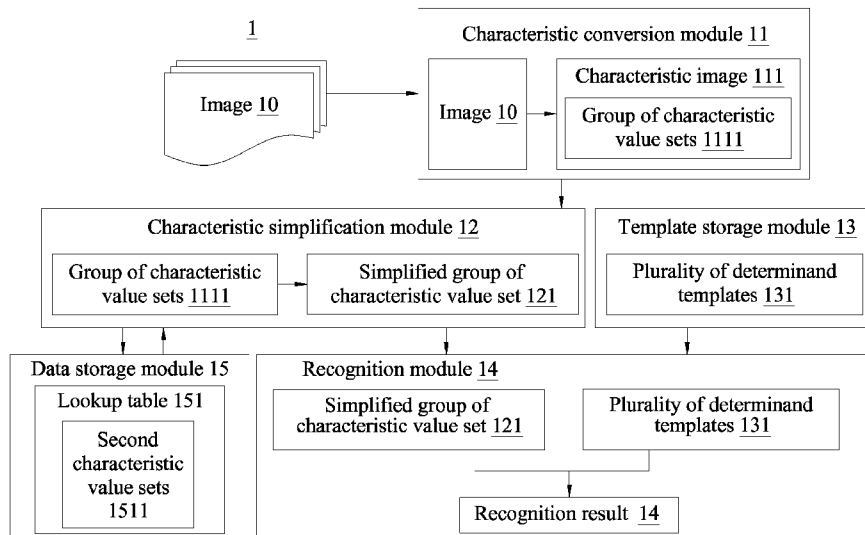 1
Characteristic conversion module 11
Image 10
Image 10
Characteristic image 111
Group of characteristic
value sets 1111
Characteristic simplification module 12
Template storage module 13
Group of characteristic
value sets 1111
Simplified group of
characteristic value set 121
Plurality of determinand
templates 131
Data storage module 15
Recognition module 14
Lookup table 151
Simplified group of
characteristic value set 121
Plurality of determinand
templates 131
Second
characteristic
value sets
1511
Recognition result 14